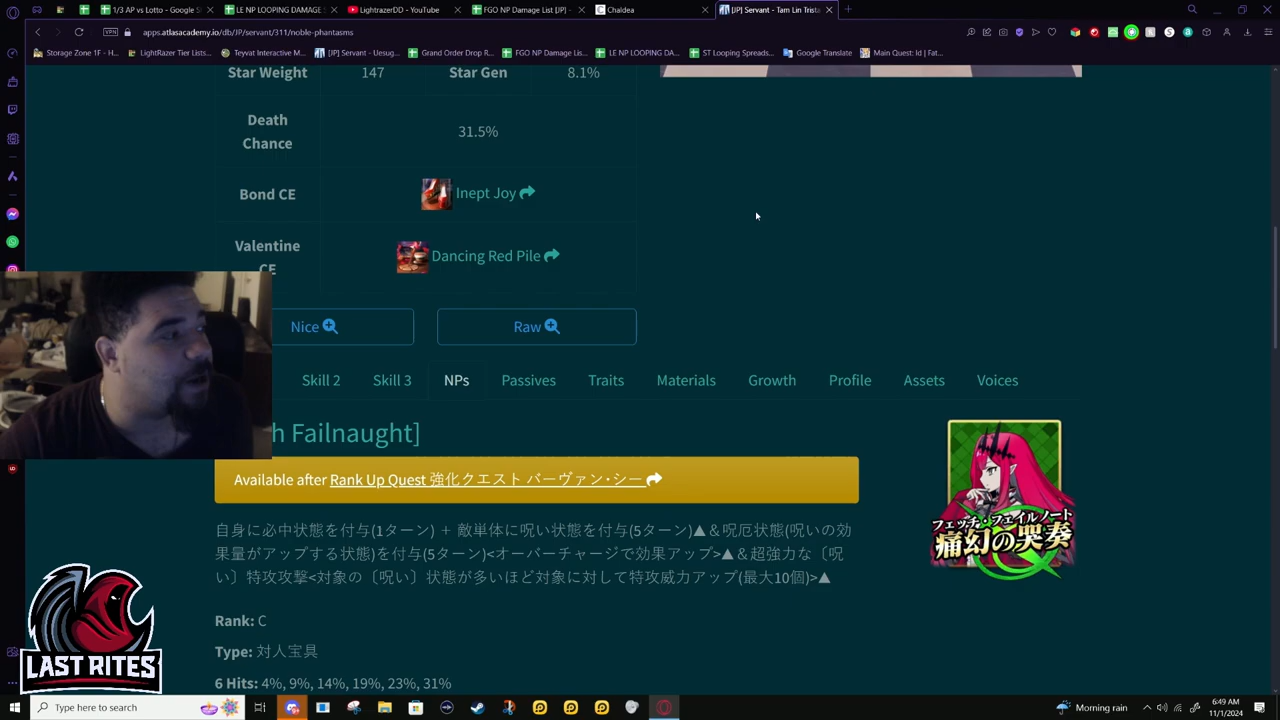 1/3 AP vs Lotto - Google S
LE NP LOOPING DAMAGE
LightrazerDD - YouTube
FGO NP Damage List [JP] -
Chaldea
[JP] Servant - Tam Lin Trista
VPN
apps.atlasacademy.io/db/JP/servant/311/noble-phantasms
Storage Zone 1F - H...
LightRazer Tier Lists...
Teyvat Interactive M...
[JP] Servant - Uesug...
Grand Order Drop R...
FGO NP Damage Lis...
LE NP LOOPING DA...
ST Looping Spreads...
Google Translate
Main Quest: Id | Fat...
Star Weight 147 Star Gen 8.1%
Death
Chance
31.5%
Bond CE Inept Joy
Valentine
CE
Dancing Red Pile
Nice
Raw
Skill 2 Skill 3 NPs Passives Traits Materials Growth Profile Assets Voices
h Failnaught]
Available after Rank Up Quest 強化クエスト バーヴァン・シー
自身に必中状態を付与(1ターン) + 敵単体に呪い状態を付与(5ターン)▲＆呪厄状態(呪いの効
果量がアップする状態)を付与(5ターン)<オーバーチャージで効果アップ>▲＆超強力な〔呪
い〕特攻攻撃<対象の〔呪い〕状態が多いほど対象に対して特攻威力アップ(最大10個)>▲
フェッチ・フェイルノート
痛幻の哭奏
Rank: C
Type: 対人宝具
6 Hits: 4%, 9%, 14%, 19%, 23%, 31%
LAST RITES
Type here to search
Morning rain
6:49 AM
11/1/2024